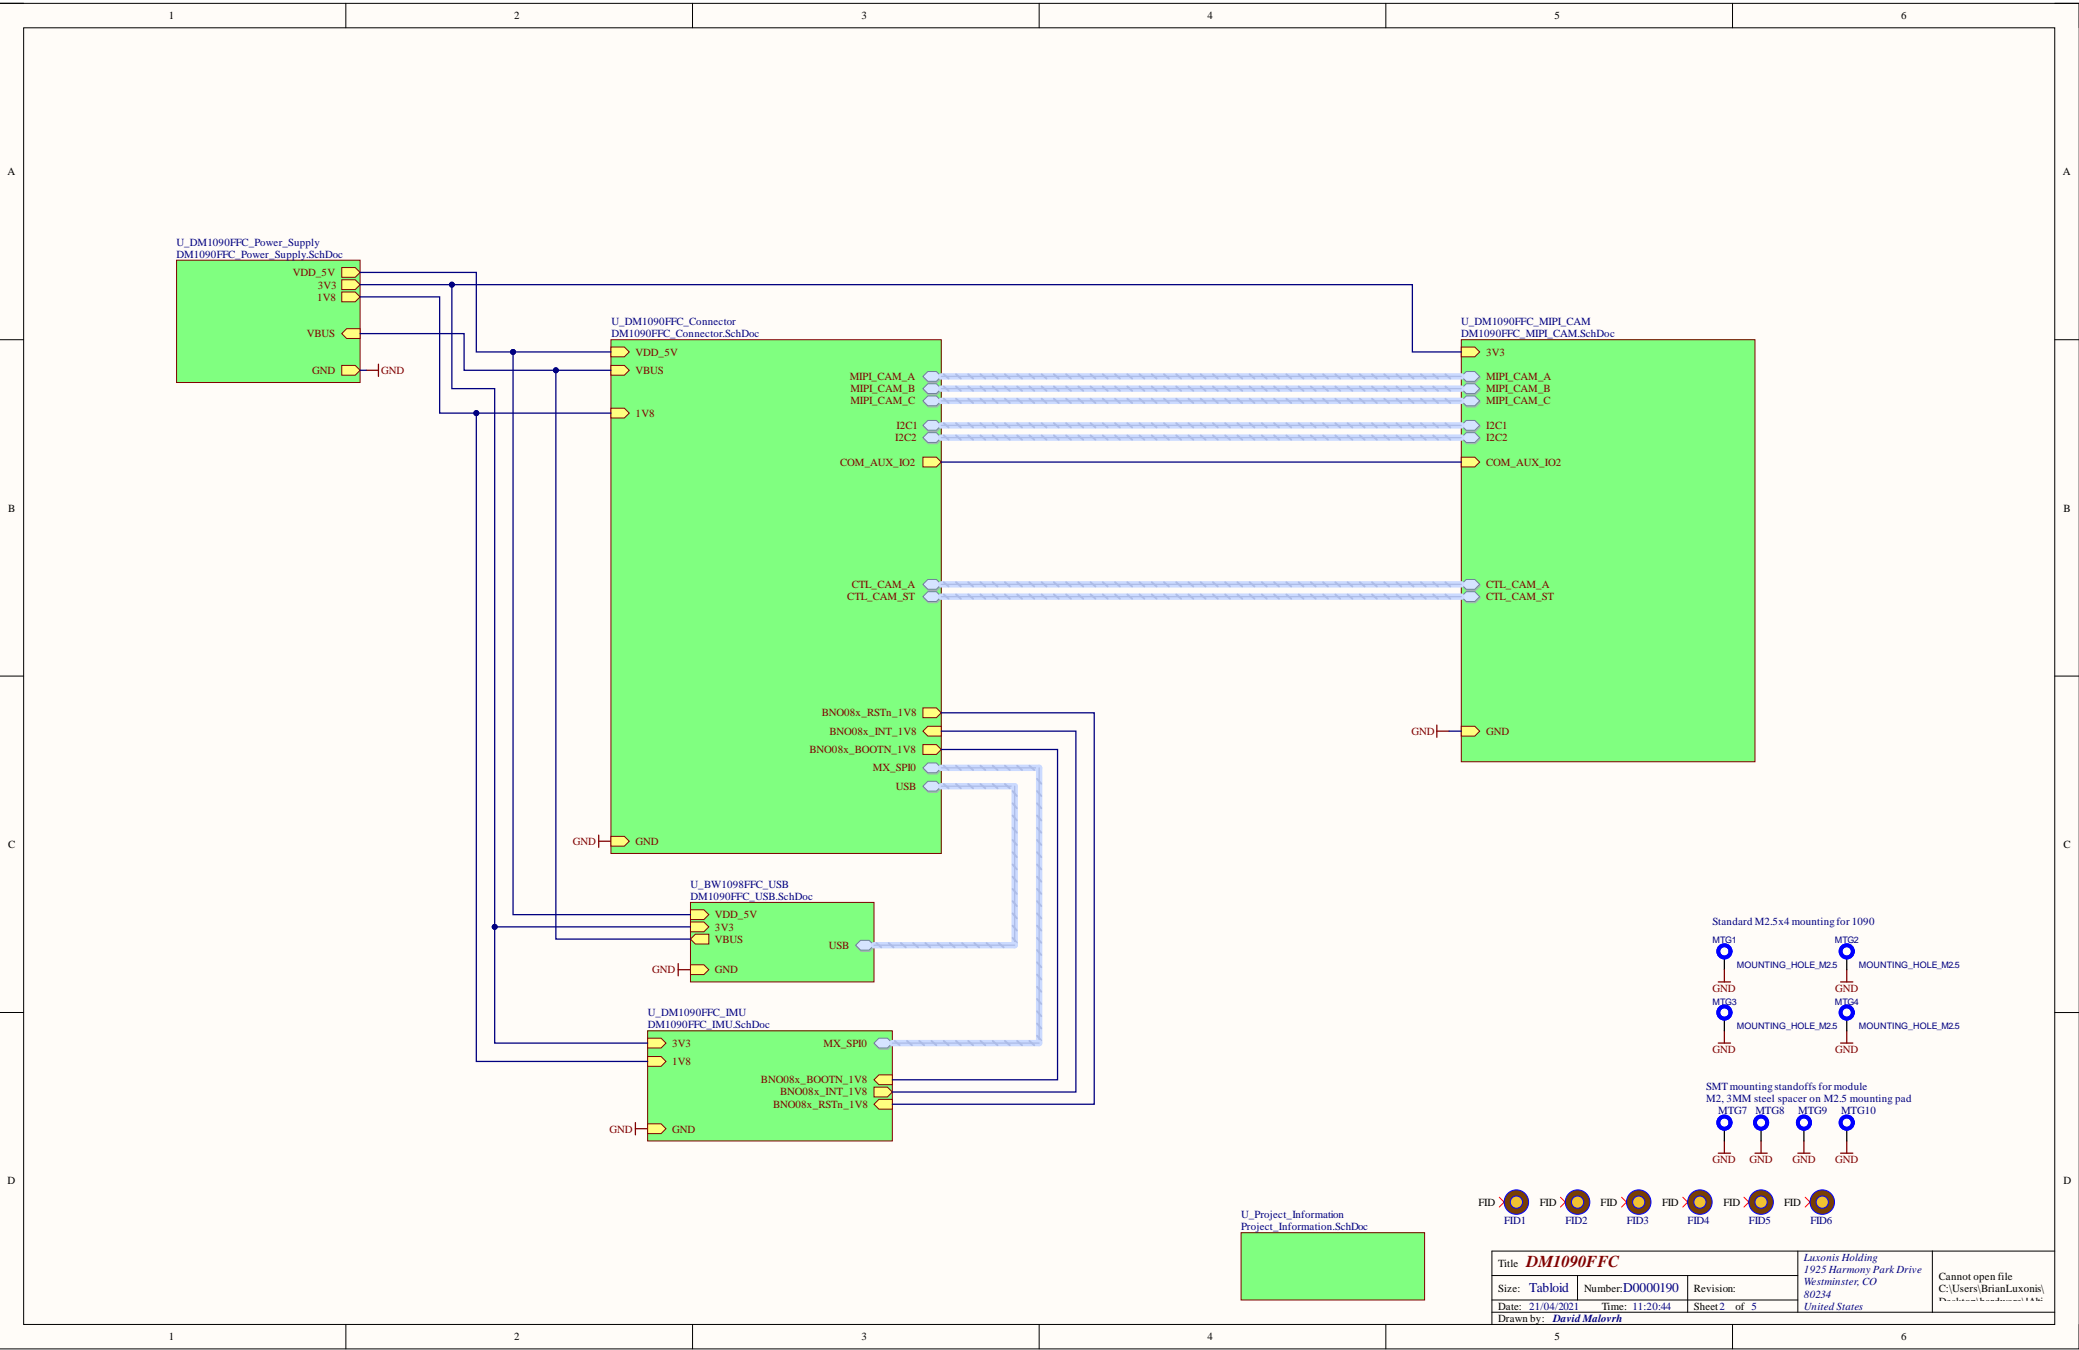 1 2 3 4 5 6
A A
B B
C C
D D
U_DM1090FFC_Power_Supply
DM1090FFC_Power_Supply.SchDoc
VDD_5V
3V3
1V8
VBUS
GND GND
U_DM1090FFC_Connector
DM1090FFC_Connector.SchDoc
VDD_5V
VBUS
1V8
MIPI_CAM_A
MIPI_CAM_B
MIPI_CAM_C
I2C1
I2C2
COM_AUX_IO2
CTL_CAM_A
CTL_CAM_ST
BNO08x_RSTn_1V8
BNO08x_INT_1V8
BNO08x_BOOTN_1V8
MX_SPI0
USB
GND GND
U_DM1090FFC_MIPI_CAM
DM1090FFC_MIPI_CAM.SchDoc
3V3
MIPI_CAM_A
MIPI_CAM_B
MIPI_CAM_C
I2C1
I2C2
COM_AUX_IO2
CTL_CAM_A
CTL_CAM_ST
GND GND
U_BW1098FFC_USB
DM1090FFC_USB.SchDoc
VDD_5V
3V3
VBUS
USB
GND GND
U_DM1090FFC_IMU
DM1090FFC_IMU.SchDoc
3V3 MX_SPI0
1V8
BNO08x_BOOTN_1V8
BNO08x_INT_1V8
BNO08x_RSTn_1V8
GND GND
Standard M2.5x4 mounting for 1090
MTG1 MTG2
MOUNTING_HOLE_M2.5 MOUNTING_HOLE_M2.5
GND GND
MTG3 MTG4
MOUNTING_HOLE_M2.5 MOUNTING_HOLE_M2.5
GND GND
SMT mounting standoffs for module
M2, 3MM steel spacer on M2.5 mounting pad
MTG7 MTG8 MTG9 MTG10
GND GND GND GND
FID FID FID FID FID FID
FID1 FID2 FID3 FID4 FID5 FID6
U_Project_Information
Project_Information.SchDoc
Title DM1090FFC
Size: Tabloid Number:D0000190 Revision:
Date: 21/04/2021 Time: 11:20:44 Sheet2 of 5
Drawn by: David Malovrh
Luxonis Holding
1925 Harmony Park Drive
Westminster, CO
80234
United States
Cannot open file
C:\Users\BrianLuxonis\
1 2 3 4 5 6